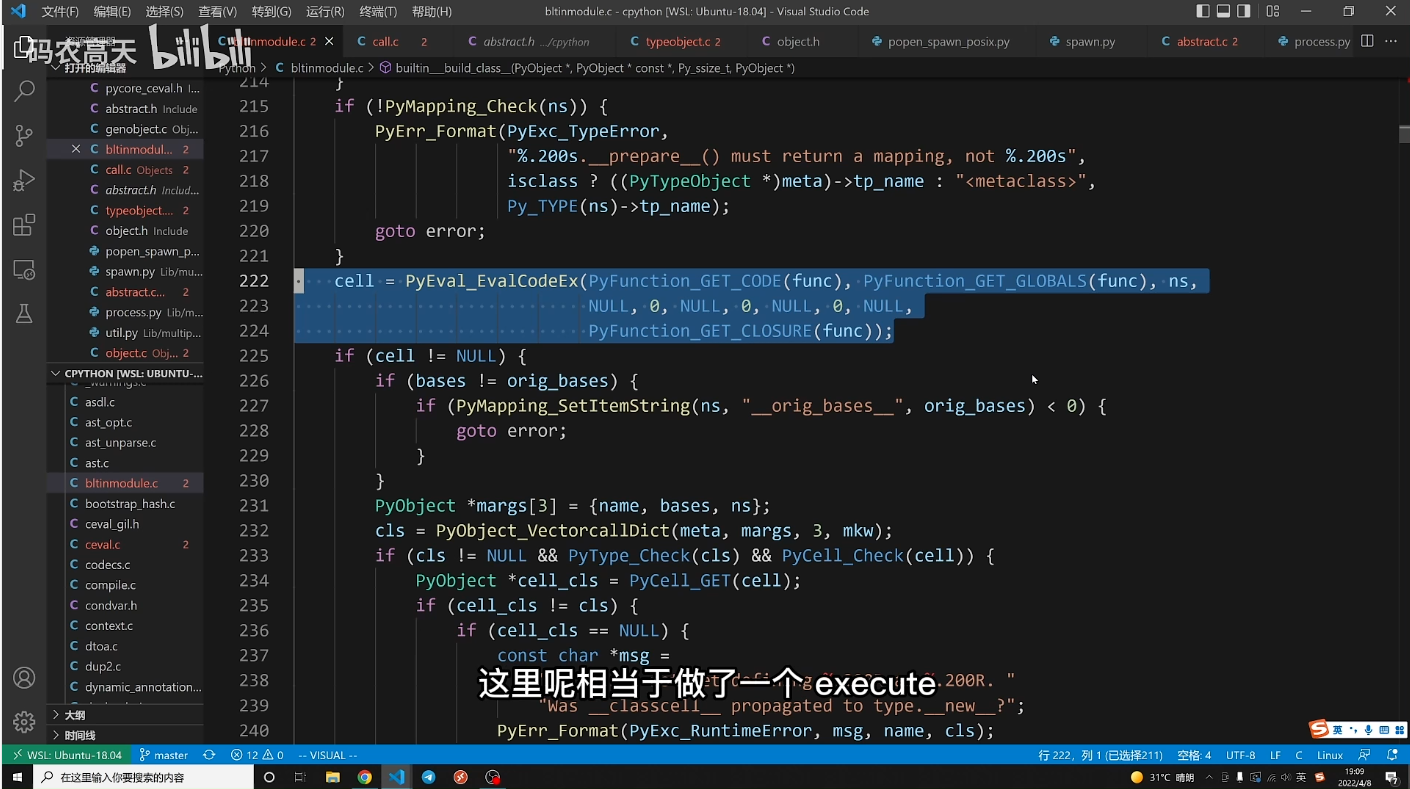 文件(F) 编辑(E) 选择(S) 查看(V) 转到(G) 运行(R) 终端(T) 帮助(H) bltinmodule.c - cpython [WSL: Ubuntu-18.04] - Visual Studio Code
码农高天 bilibili
bltinmodule.c 2 call.c 2 abstract.h .../cpython typeobject.c 2 object.h popen_spawn_posix.py spawn.py abstract.c 2 process.py
打开的编辑器
Python > bltinmodule.c > builtin___build_class__(PyObject *, PyObject * const *, Py_ssize_t, PyObject *)
pycore_ceval.h I...
abstract.h Include
genobject.c Obj...
bltinmodul... 2
call.c Objects 2
abstract.h Includ...
typeobject.... 2
object.h Include
popen_spawn_p...
spawn.py Lib/mu...
abstract.c... 2
process.py Lib/m...
util.py Lib/multip...
object.c Obj... 2
CPYTHON [WSL: UBUNTU-...
_warnings.c
asdl.c
ast_opt.c
ast_unparse.c
ast.c
bltinmodule.c 2
bootstrap_hash.c
ceval_gil.h
ceval.c 2
codecs.c
compile.c
condvar.h
context.c
dtoa.c
dup2.c
dynamic_annotation...
大纲
时间线
214 }
215 if (!PyMapping_Check(ns)) {
216 PyErr_Format(PyExc_TypeError,
217 "%.200s.__prepare__() must return a mapping, not %.200s",
218 isclass ? ((PyTypeObject *)meta)->tp_name : "<metaclass>",
219 Py_TYPE(ns)->tp_name);
220 goto error;
221 }
222 cell = PyEval_EvalCodeEx(PyFunction_GET_CODE(func), PyFunction_GET_GLOBALS(func), ns,
223 NULL, 0, NULL, 0, NULL, 0, NULL,
224 PyFunction_GET_CLOSURE(func));
225 if (cell != NULL) {
226 if (bases != orig_bases) {
227 if (PyMapping_SetItemString(ns, "__orig_bases__", orig_bases) < 0) {
228 goto error;
229 }
230 }
231 PyObject *margs[3] = {name, bases, ns};
232 cls = PyObject_VectorcallDict(meta, margs, 3, mkw);
233 if (cls != NULL && PyType_Check(cls) && PyCell_Check(cell)) {
234 PyObject *cell_cls = PyCell_GET(cell);
235 if (cell_cls != cls) {
236 if (cell_cls == NULL) {
237 const char *msg =
238 %.200R. "
239 "Was __classcell__ propagated to type.__new__?";
240 PyErr_Format(PyExc_RuntimeError, msg, name, cls);
这里呢相当于做了一个 execute
英
WSL: Ubuntu-18.04 master 12 0 -- VISUAL -- 行 222，列 1 (已选择211) 空格: 4 UTF-8 LF C Linux
在这里输入你要搜索的内容 31°C 晴朗 英 19:09
2022/4/8